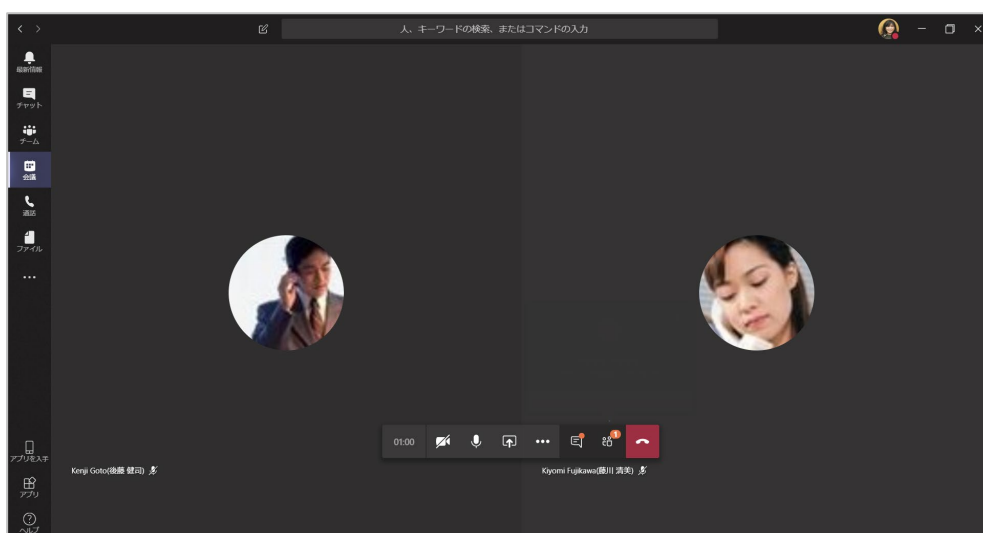 人、キーワードの検索、またはコマンドの入力
最新情報
チャット
チーム
会議
通話
ファイル
01:00
1
Kenji Goto(後藤 健司)
Kiyomi Fujikawa(藤川 清美)
アプリを入手
アプリ
ヘルプ